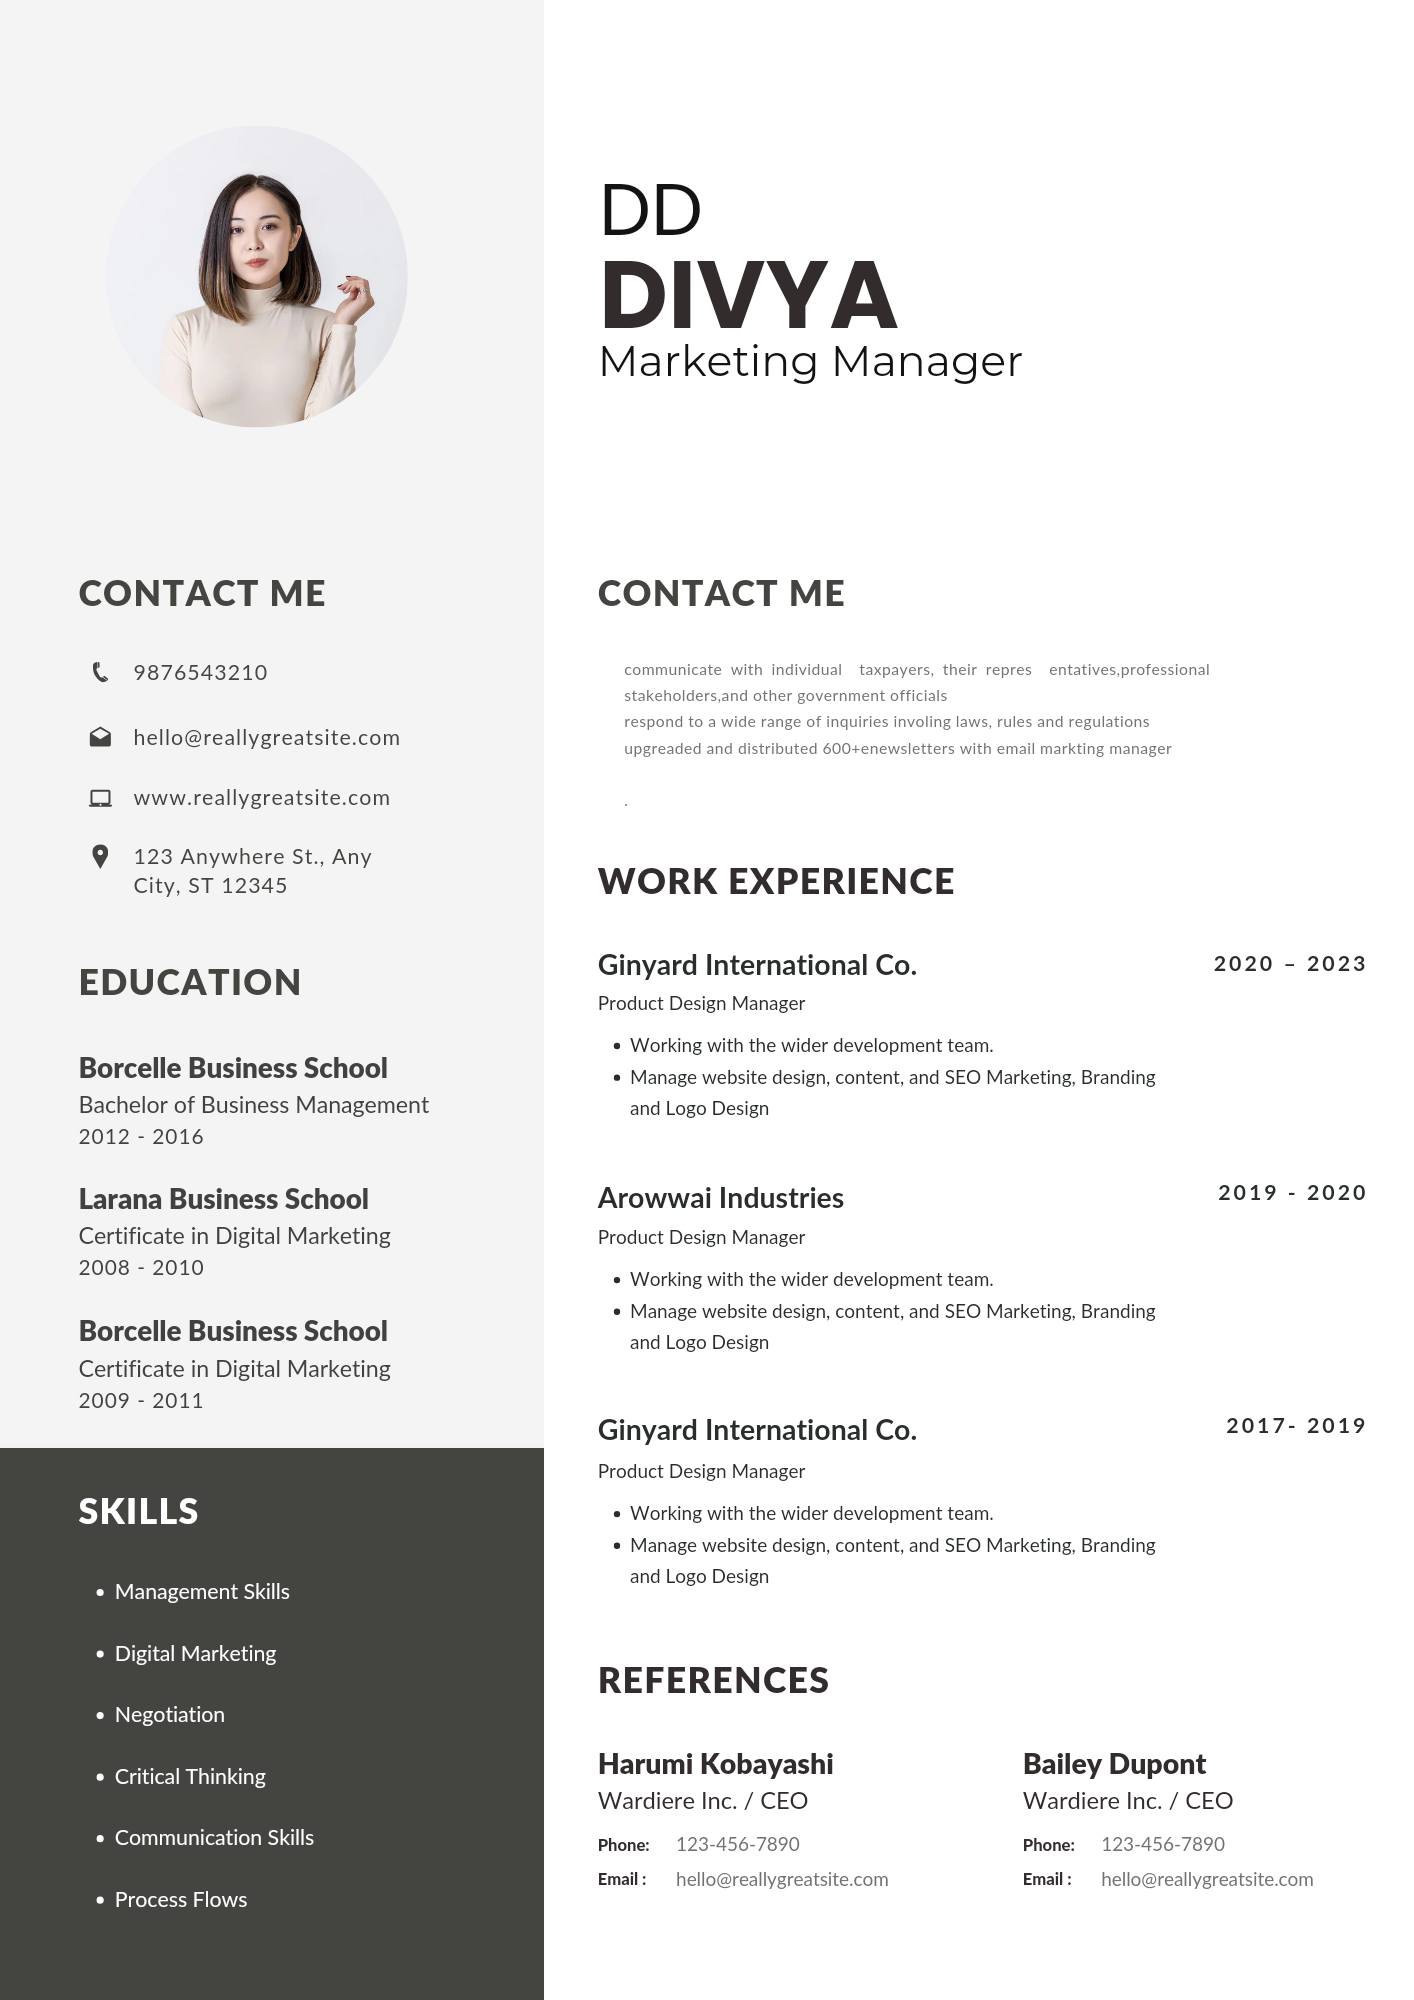 DD
DIVYA
Marketing Manager
CONTACT ME
9876543210
hello@reallygreatsite.com
www.reallygreatsite.com
123 Anywhere St., Any
City, ST 12345
EDUCATION
Borcelle Business School
Bachelor of Business Management
2012 - 2016
Larana Business School
Certificate in Digital Marketing
2008 - 2010
Borcelle Business School
Certificate in Digital Marketing
2009 - 2011
SKILLS
• Management Skills
• Digital Marketing
• Negotiation
• Critical Thinking
• Communication Skills
• Process Flows
CONTACT ME
communicate with individual taxpayers, their repres entatives,professional
stakeholders,and other government officials
respond to a wide range of inquiries involing laws, rules and regulations
upgreaded and distributed 600+enewsletters with email markting manager
.
WORK EXPERIENCE
Ginyard International Co. 2020 – 2023
Product Design Manager
• Working with the wider development team.
• Manage website design, content, and SEO Marketing, Branding
and Logo Design
Arowwai Industries 2019 - 2020
Product Design Manager
• Working with the wider development team.
• Manage website design, content, and SEO Marketing, Branding
and Logo Design
Ginyard International Co. 2017- 2019
Product Design Manager
• Working with the wider development team.
• Manage website design, content, and SEO Marketing, Branding
and Logo Design
REFERENCES
Harumi Kobayashi
Wardiere Inc. / CEO
Phone: 123-456-7890
Email : hello@reallygreatsite.com
Bailey Dupont
Wardiere Inc. / CEO
Phone: 123-456-7890
Email : hello@reallygreatsite.com